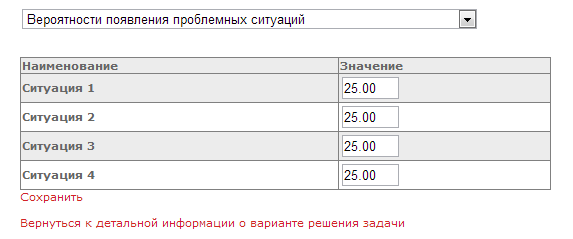 Вероятности появления проблемных ситуаций
Наименование Значение
Ситуация 1 25.00
Ситуация 2 25.00
Ситуация 3 25.00
Ситуация 4 25.00
Сохранить
Вернуться к детальной информации о варианте решения задачи